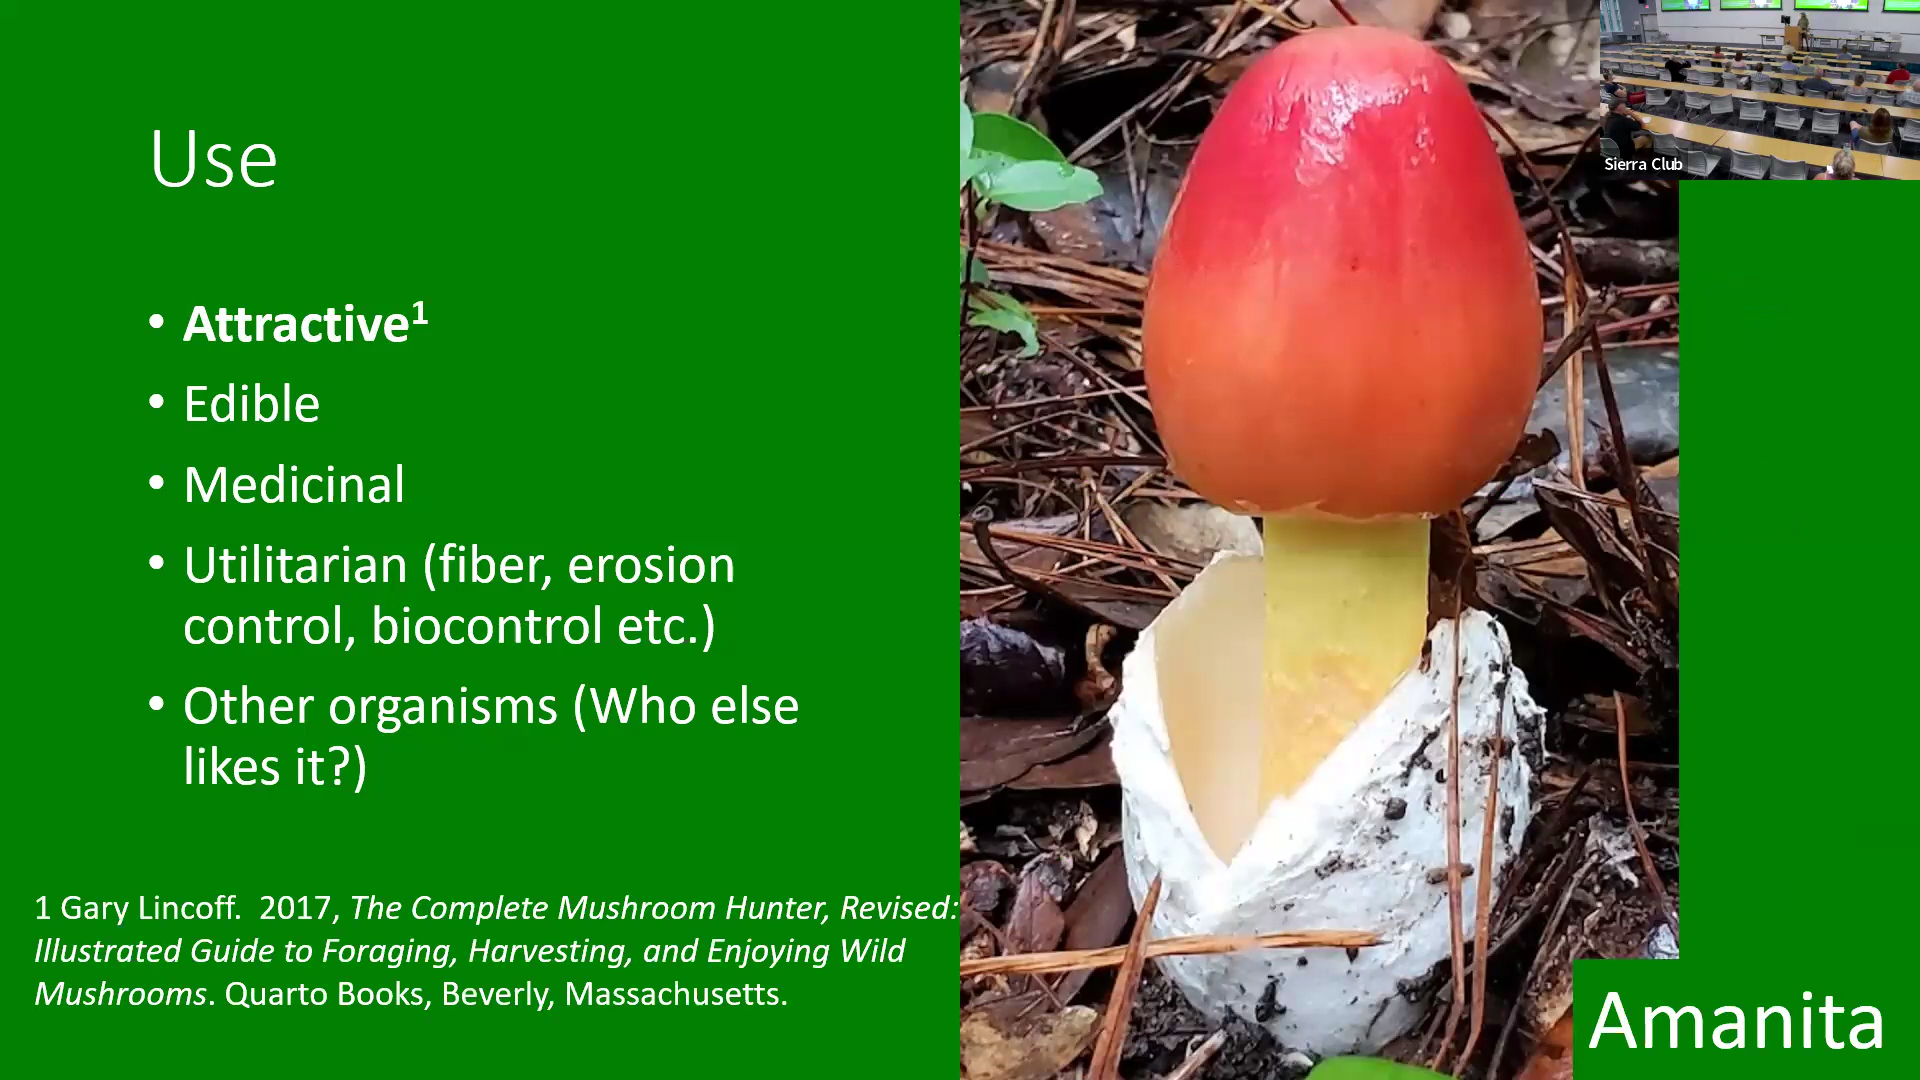 Use
• Attractive¹
• Edible
• Medicinal
• Utilitarian (fiber, erosion
control, biocontrol etc.)
• Other organisms (Who else
likes it?)
1 Gary Lincoff.  2017, The Complete Mushroom Hunter, Revised:
Illustrated Guide to Foraging, Harvesting, and Enjoying Wild
Mushrooms. Quarto Books, Beverly, Massachusetts.
Sierra Club
Amanita